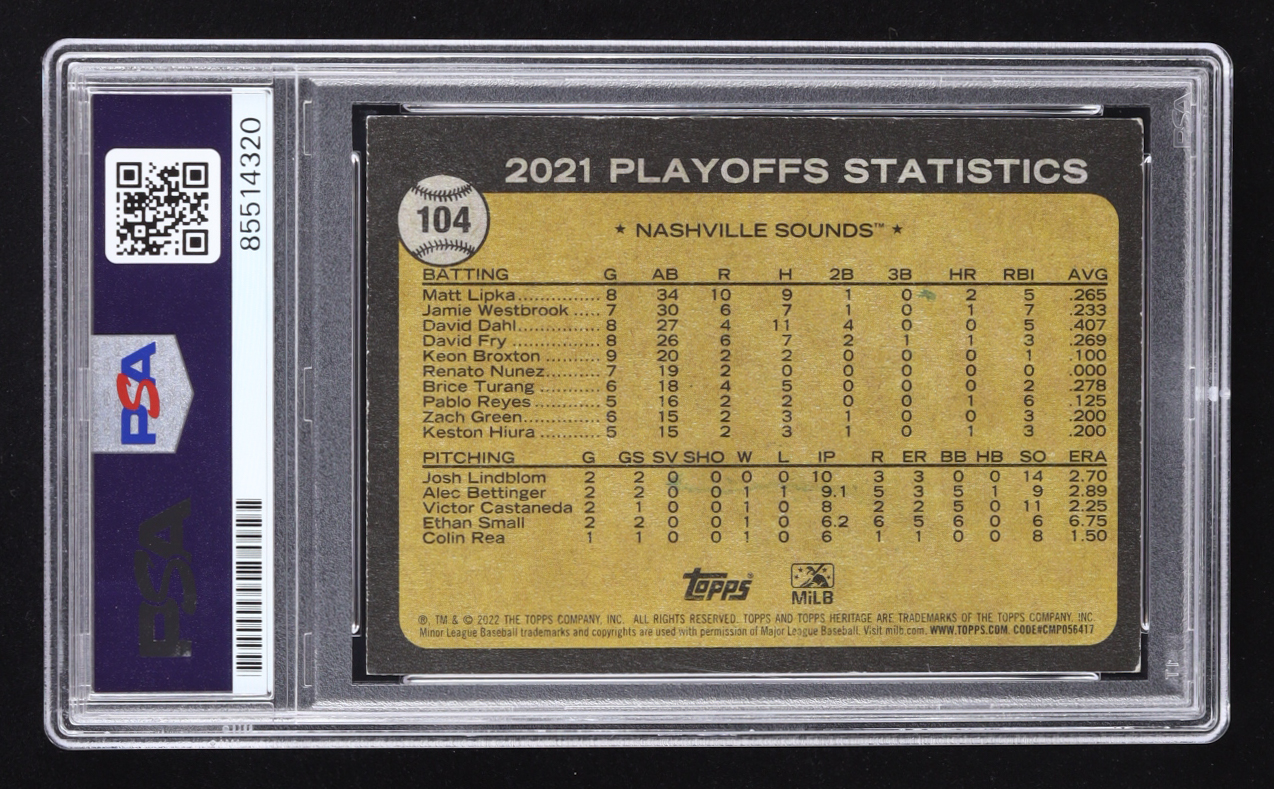 85514320
PSA
PSA
2021 PLAYOFFS STATISTICS
104
★ NASHVILLE SOUNDS™ ★
BATTING G AB R H 2B 3B HR RBI AVG
Matt Lipka............... 8 34 10 9 1 0 2 5 .265
Jamie Westbrook ..... 7 30 6 7 1 0 1 7 .233
David Dahl............... 8 27 4 11 4 0 0 5 .407
David Fry ................ 8 26 6 7 2 1 1 3 .269
Keon Broxton ........... 9 20 2 2 0 0 0 1 .100
Renato Nunez.......... 7 19 2 0 0 0 0 0 .000
Brice Turang ........... 6 18 4 5 0 0 0 2 .278
Pablo Reyes ............ 5 16 2 2 0 0 1 6 .125
Zach Green.............. 6 15 2 3 1 0 0 3 .200
Keston Hiura ........... 5 15 2 3 1 0 1 3 .200
PITCHING G GS SV SHO W L IP R ER BB HB SO ERA
Josh Lindblom 2 2 0 0 0 0 10 3 3 0 0 14 2.70
Alec Bettinger 2 2 0 0 1 1 9.1 5 3 5 1 9 2.89
Victor Castaneda 2 1 0 0 1 0 8 2 2 5 0 11 2.25
Ethan Small 2 2 0 0 1 0 6.2 6 5 6 0 6 6.75
Colin Rea 1 1 0 0 1 0 6 1 1 0 0 8 1.50
topps MiLB
®, TM & © 2022 THE TOPPS COMPANY, INC. ALL RIGHTS RESERVED. TOPPS AND TOPPS HERITAGE ARE TRADEMARKS OF THE TOPPS COMPANY, INC.
Minor League Baseball trademarks and copyrights are used with permission of Major League Baseball. Visit milb.com. WWW.TOPPS.COM. CODE#CMP056417
PSA